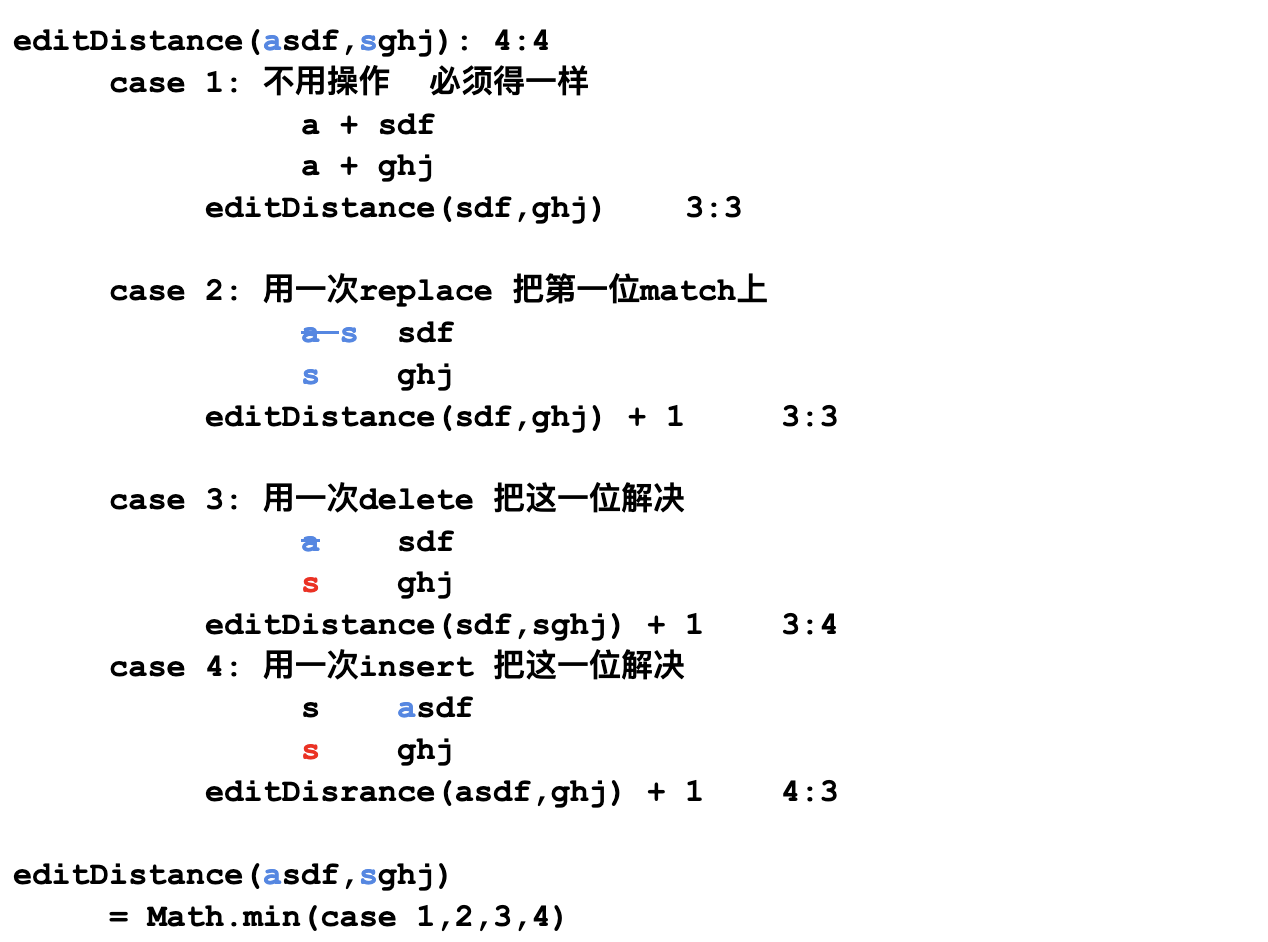 editDistance(asdf,sghj): 4:4
case 1: 不用操作 必须得一样
a + sdf
a + ghj
editDistance(sdf,ghj) 3:3
case 2: 用一次replace 把第一位match上
a s sdf
s ghj
editDistance(sdf,ghj) + 1 3:3
case 3: 用一次delete 把这一位解决
a sdf
s ghj
editDistance(sdf,sghj) + 1 3:4
case 4: 用一次insert 把这一位解决
s asdf
s ghj
editDisrance(asdf,ghj) + 1 4:3
editDistance(asdf,sghj)
= Math.min(case 1,2,3,4)